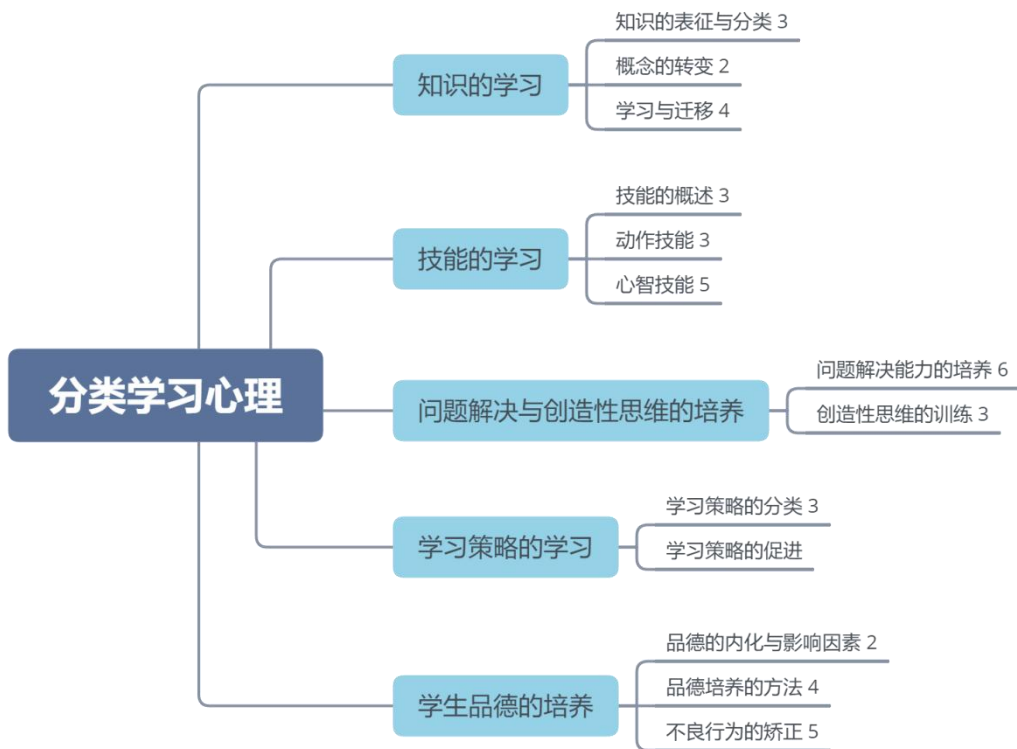 分类学习心理
知识的学习
知识的表征与分类 3
概念的转变 2
学习与迁移 4
技能的学习
技能的概述 3
动作技能 3
心智技能 5
问题解决与创造性思维的培养
问题解决能力的培养 6
创造性思维的训练 3
学习策略的学习
学习策略的分类 3
学习策略的促进
学生品德的培养
品德的内化与影响因素 2
品德培养的方法 4
不良行为的矫正 5